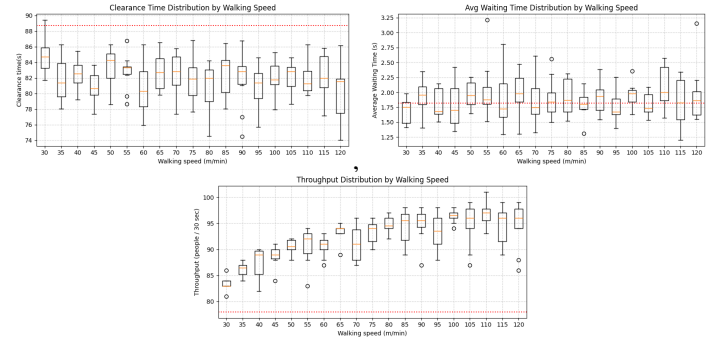 Clearance Time Distribution by Walking Speed
Clearance time(s)
90
88
86
84
82
80
78
76
74
30 35 40 45 50 55 60 65 70 75 80 85 90 95 100 105 110 115 120
Walking speed (m/min)
Avg Waiting Time Distribution by Walking Speed
Average Waiting Time (s)
3.25
3.00
2.75
2.50
2.25
2.00
1.75
1.50
1.25
30 35 40 45 50 55 60 65 70 75 80 85 90 95 100 105 110 115 120
Walking speed (m/min)
,
Throughput Distribution by Walking Speed
Throughput (people / 30 sec)
100
95
90
85
80
30 35 40 45 50 55 60 65 70 75 80 85 90 95 100 105 110 115 120
Walking speed (m/min)